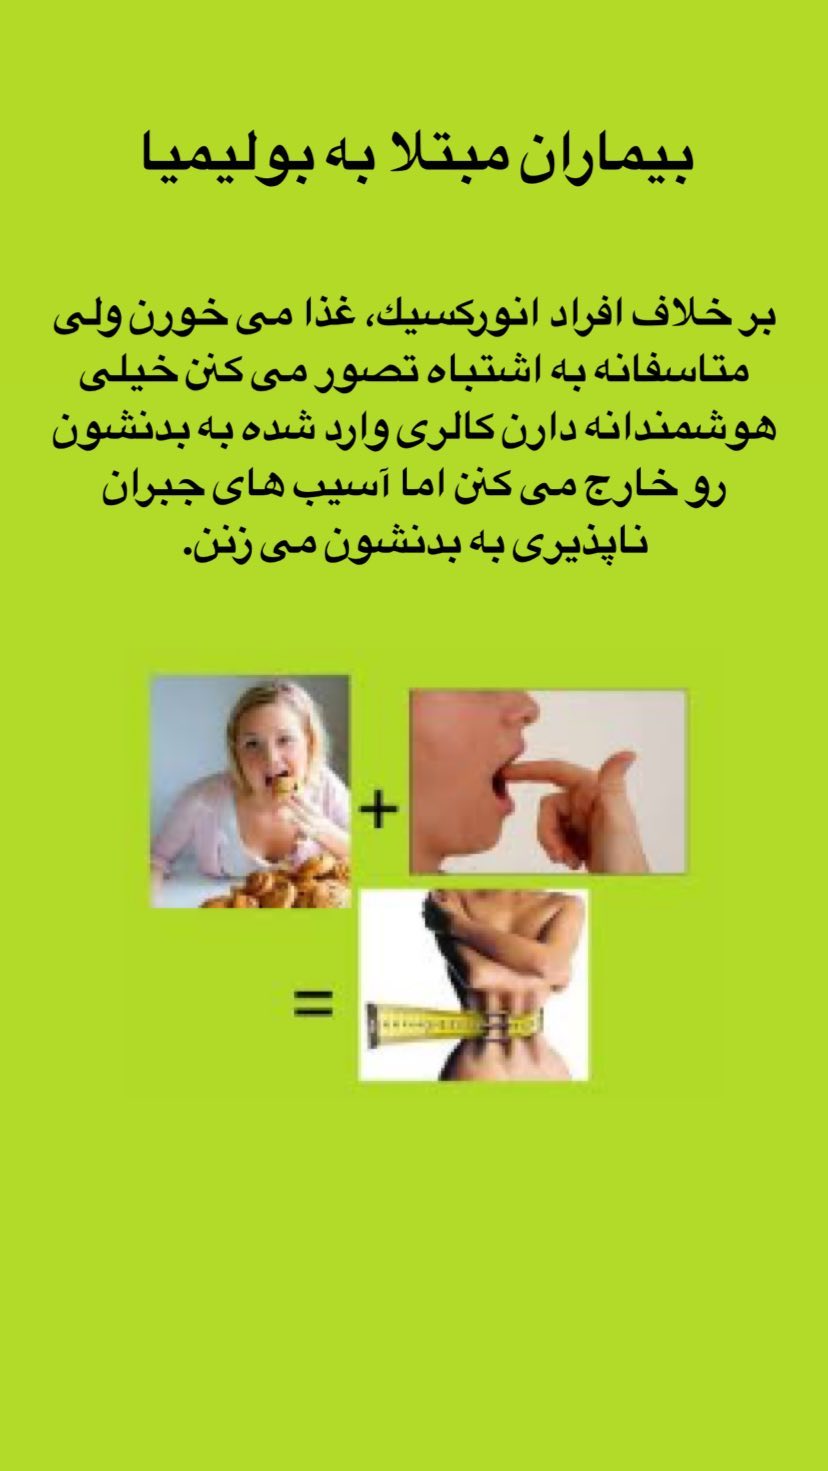 بیماران مبتلا به بولیمیا
بر خلاف افراد انورکسیك، غذا می خورن ولی
متاسفانه به اشتباه تصور می کنن خیلی
هوشمندانه دارن کالری وارد شده به بدنشون
رو خارج می کنن اما آسیب های جبران
ناپذیری به بدنشون می زنن.
+
=